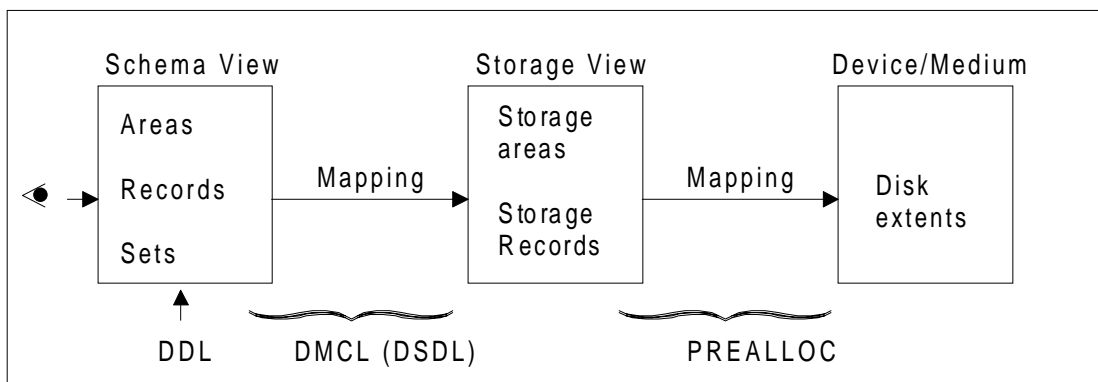 Schema View
Storage View
Device/Medium
Areas
Records
Sets
Mapping
Storage
areas
Storage
Records
Mapping
Disk
extents
DDL
DMCL (DSDL)
PREALLOC